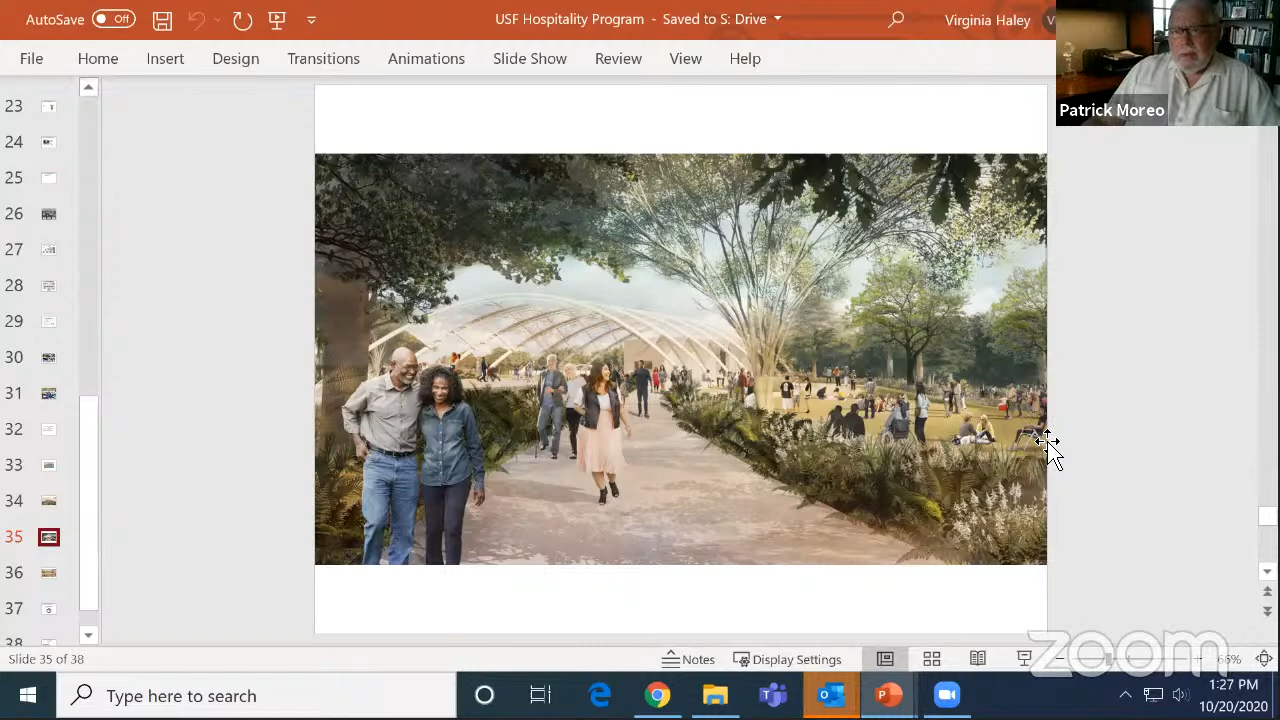 AutoSave Off USF Hospitality Program - Saved to S: Drive Virginia Haley
File Home Insert Design Transitions Animations Slide Show Review View Help
Patrick Moreo
23
24
25
26
27
28
29
30
31
32
33
34
35
36
37
38
zoom
Slide 35 of 38 Notes Display Settings 66%
Type here to search
1:27 PM
10/20/2020